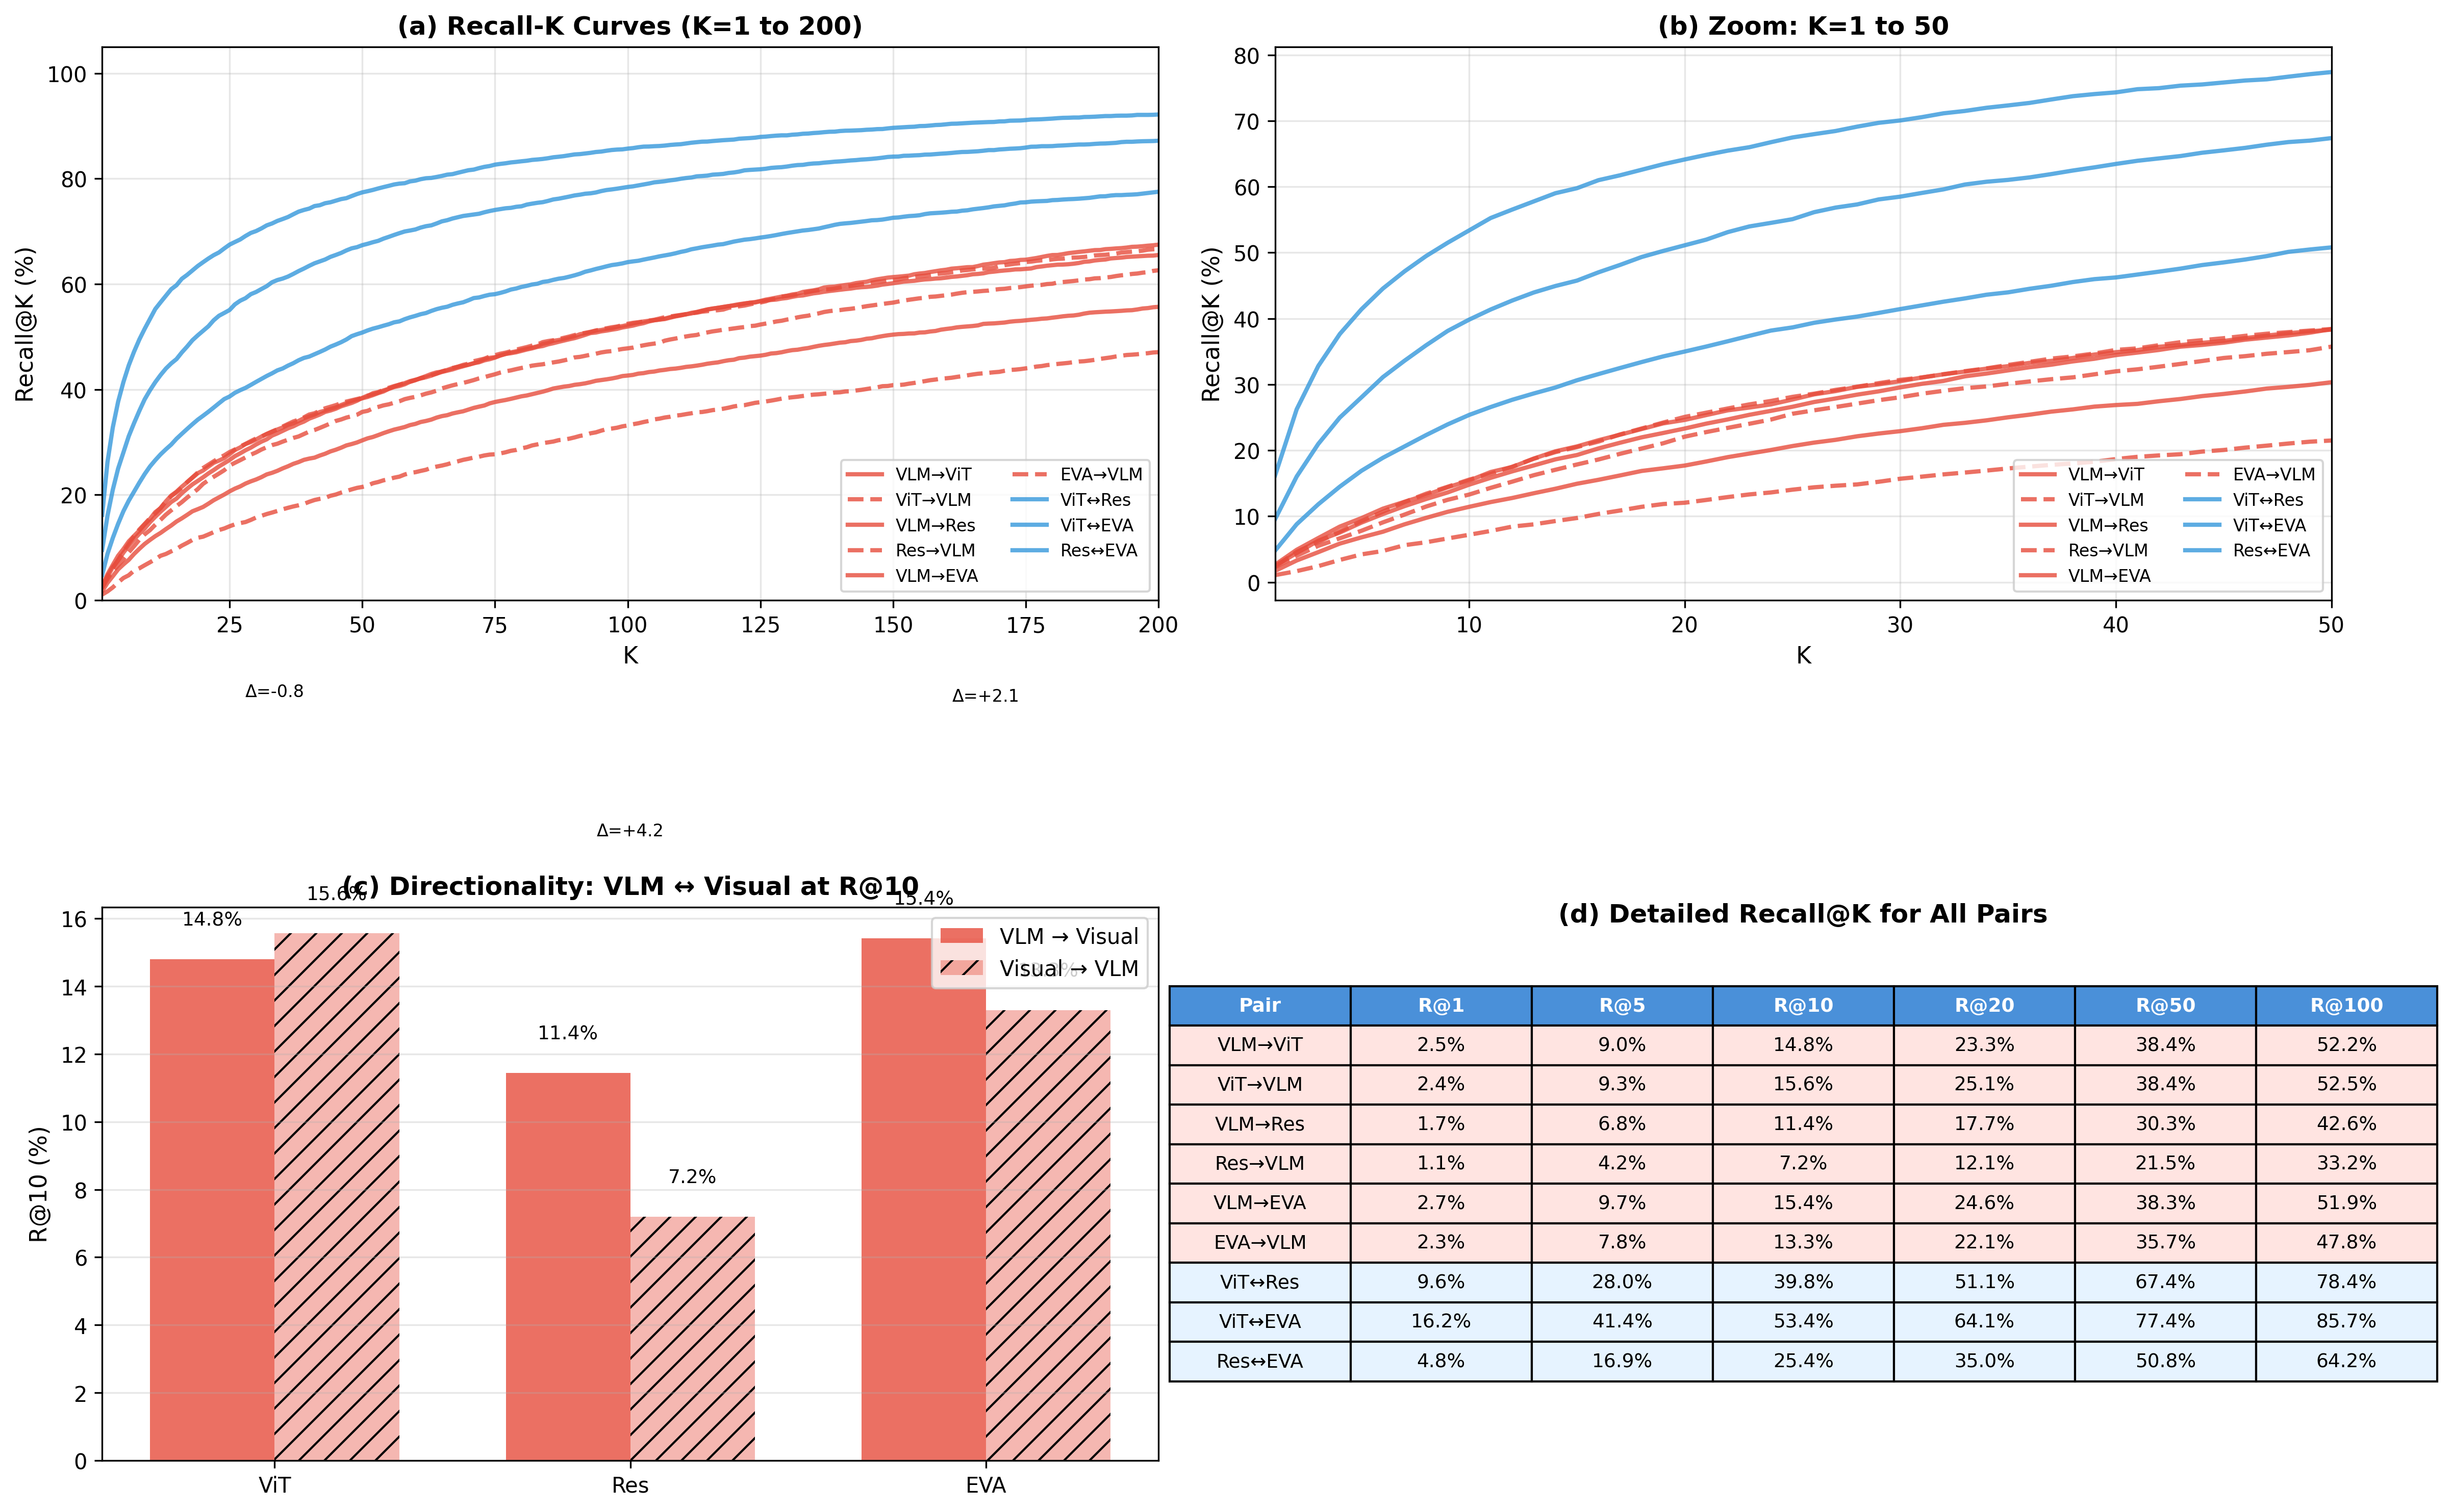 (a) Recall-K Curves (K=1 to 200)
Recall@K (%)
100
80
60
40
20
0
25 50 75 100 125 150 175 200
K
VLM→ViT
ViT→VLM
VLM→Res
Res→VLM
VLM→EVA
EVA→VLM
ViT↔Res
ViT↔EVA
Res↔EVA
(b) Zoom: K=1 to 50
Recall@K (%)
80
70
60
50
40
30
20
10
0
10 20 30 40 50
K
VLM→ViT
ViT→VLM
VLM→Res
Res→VLM
VLM→EVA
EVA→VLM
ViT↔Res
ViT↔EVA
Res↔EVA
Δ=-0.8
Δ=+2.1
Δ=+4.2
(c) Directionality: VLM ↔ Visual at R@10
R@10 (%)
16
14
12
10
8
6
4
2
0
14.8%
15.6%
11.4%
7.2%
15.4%
VLM → Visual
Visual → VLM
ViT Res EVA
(d) Detailed Recall@K for All Pairs
Pair R@1 R@5 R@10 R@20 R@50 R@100
VLM→ViT 2.5% 9.0% 14.8% 23.3% 38.4% 52.2%
ViT→VLM 2.4% 9.3% 15.6% 25.1% 38.4% 52.5%
VLM→Res 1.7% 6.8% 11.4% 17.7% 30.3% 42.6%
Res→VLM 1.1% 4.2% 7.2% 12.1% 21.5% 33.2%
VLM→EVA 2.7% 9.7% 15.4% 24.6% 38.3% 51.9%
EVA→VLM 2.3% 7.8% 13.3% 22.1% 35.7% 47.8%
ViT↔Res 9.6% 28.0% 39.8% 51.1% 67.4% 78.4%
ViT↔EVA 16.2% 41.4% 53.4% 64.1% 77.4% 85.7%
Res↔EVA 4.8% 16.9% 25.4% 35.0% 50.8% 64.2%